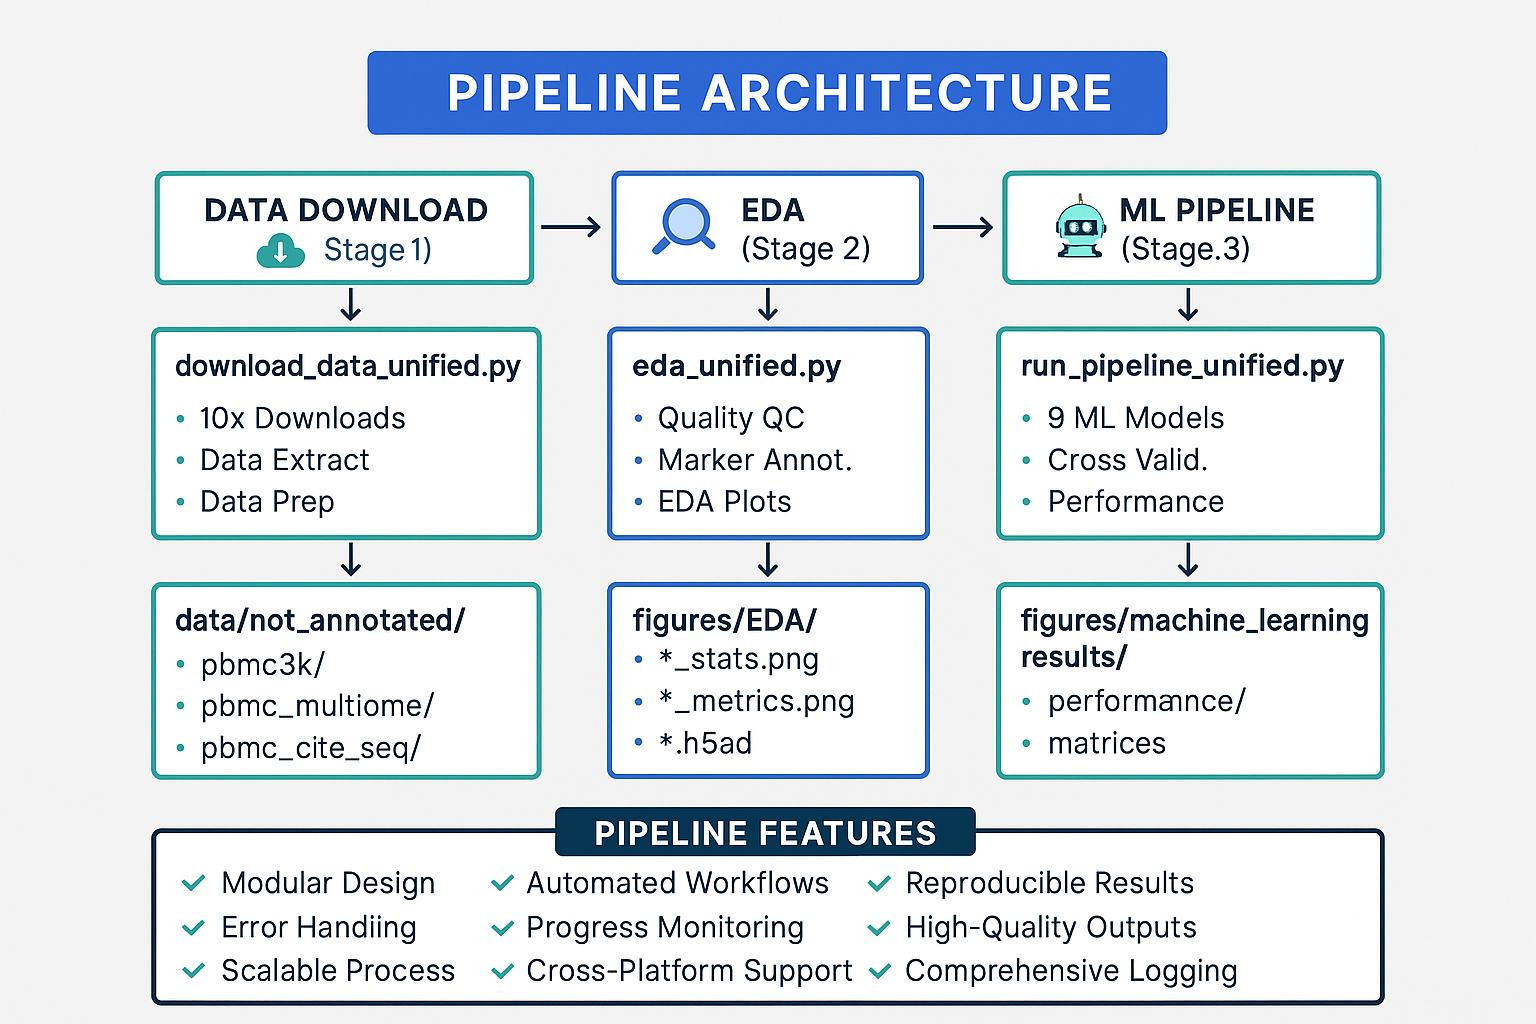 PIPELINE ARCHITECTURE
DATA DOWNLOAD
Stage 1)
EDA
(Stage 2)
ML PIPELINE
(Stage.3)
download_data_unified.py
• 10x Downloads
• Data Extract
• Data Prep
eda_unified.py
• Quality QC
• Marker Annot.
• EDA Plots
run_pipeline_unified.py
• 9 ML Models
• Cross Valid.
• Performance
data/not_annotated/
• pbmc3k/
• pbmc_multiome/
• pbmc_cite_seq/
figures/EDA/
• *_stats.png
• *_metrics.png
• *.h5ad
figures/machine_learning
results/
• performannce/
• matrices
PIPELINE FEATURES
✓ Modular Design
✓ Error Handiing
✓ Scalable Process
✓ Automated Workflows
✓ Progress Monitoring
✓ Cross-Platform Support
✓ Reproducible Results
✓ High-Quality Outputs
✓ Comprehensive Logging